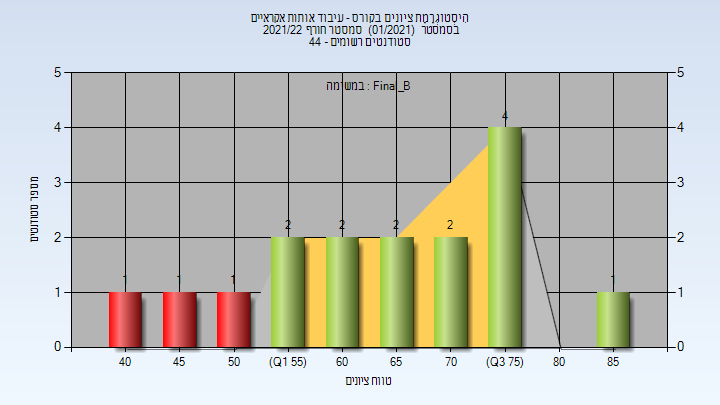 היסטוגרמת ציונים בקורס - עיבוד אותות אקראיים
בסמסטר (01/2021) סמסטר חורף 2021/22
סטודנטים רשומים - 44
במשימה : Final_B
מספר סטודנטים
5 5
4 4
3 3
2 2
1 1
0 0
1 1 1 2 2 2 2 4 1
40 45 50 (Q1 55) 60 65 70 (Q3 75) 80 85
טווח ציונים